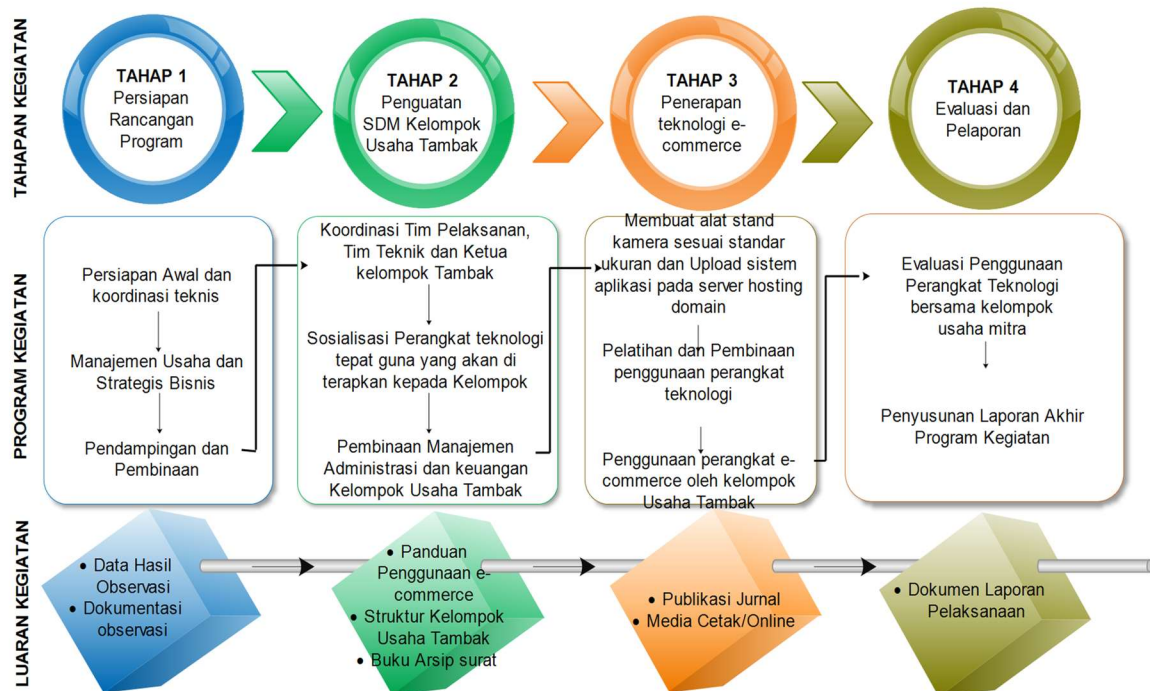 TAHAPAN KEGIATAN
TAHAP 1
Persiapan
Rancangan
Program
TAHAP 2
Penguatan
SDM Kelompok
Usaha Tambak
TAHAP 3
Penerapan
teknologi e-
commerce
TAHAP 4
Evaluasi dan
Pelaporan
PROGRAM KEGIATAN
Persiapan Awal dan
koordinasi teknis
Manajemen Usaha dan
Strategis Bisnis
Pendampingan dan
Pembinaan
Koordinasi Tim Pelaksanan,
Tim Teknik dan Ketua
kelompok Tambak
Sosialisasi Perangkat teknologi
tepat guna yang akan di
terapkan kepada Kelompok
Pembinaan Manajemen
Administrasi dan keuangan
Kelompok Usaha Tambak
Membuat alat stand
kamera sesuai standar
ukuran dan Upload sistem
aplikasi pada server hosting
domain
Pelatihan dan Pembinaan
penggunaan perangkat
teknologi
Penggunaan perangkat e-
commerce oleh kelompok
Usaha Tambak
Evaluasi Penggunaan
Perangkat Teknologi
bersama kelompok
usaha mitra
Penyusunan Laporan Akhir
Program Kegiatan
LUARAN KEGIATAN
• Data Hasil
Observasi
• Dokumentasi
observasi
• Panduan
Penggunaan e-
commerce
• Struktur Kelompok
Usaha Tambak
• Buku Arsip surat
• Publikasi Jurnal
• Media Cetak/Online
• Dokumen Laporan
Pelaksanaan